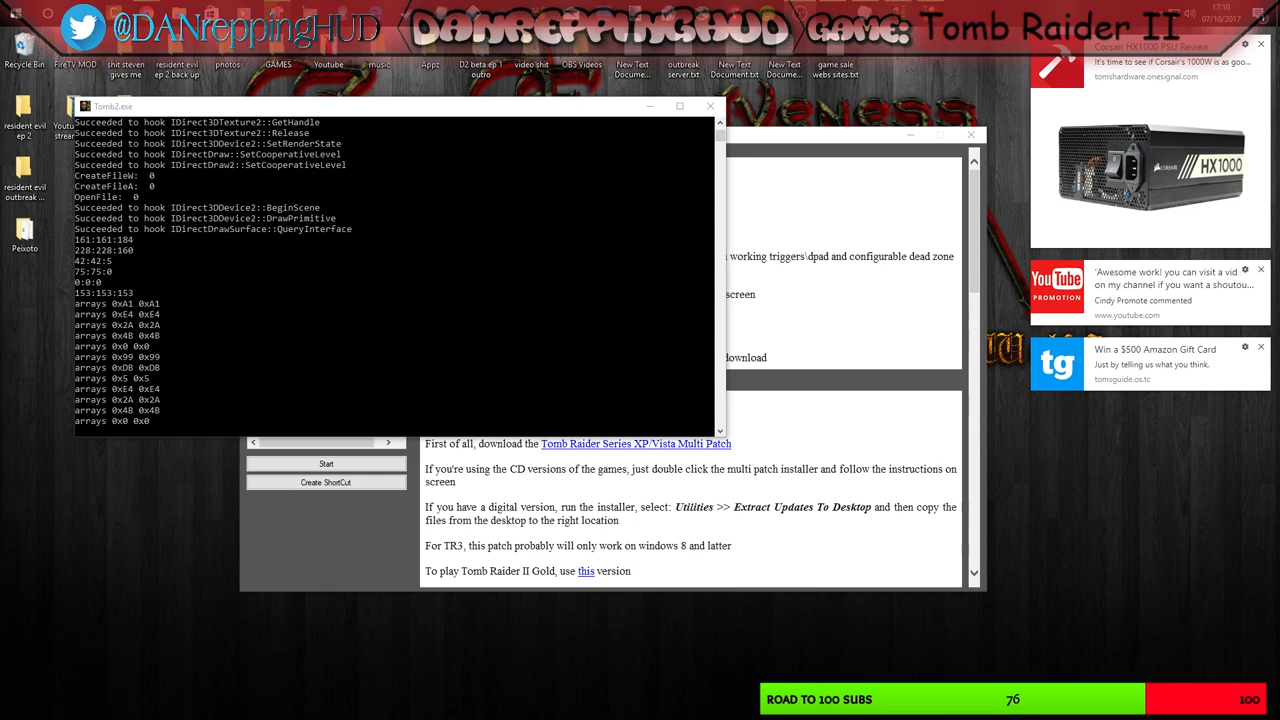 @DANreppingHUD
DANREPPINGHUD GAME: Tomb Raider II
17:10
07/10/2017
Recycle Bin
FireTV MOD
shit steven
gives me
resident evil
ep 2 back up
photos
GAMES
Youtube
music
Appz
D2 beta ep 1
outro
video shit
OBS Videos
New Text
Docume...
outbreak
server.txt
New Text
Document.txt
New Text
Docume...
game sale
webs sites.txt
resident evil
ep 2
resident evil
outbreak ...
Peixoto
Tomb2.exe
Succeeded to hook IDirect3DTexture2::GetHandle
Succeeded to hook IDirect3DTexture2::Release
Succeeded to hook IDirect3DDevice2::SetRenderState
Succeeded to hook IDirectDraw::SetCooperativeLevel
Succeeded to hook IDirectDraw2::SetCooperativeLevel
CreateFileW:  0
CreateFileA:  0
OpenFile:  0
Succeeded to hook IDirect3DDevice2::BeginScene
Succeeded to hook IDirect3DDevice2::DrawPrimitive
Succeeded to hook IDirectDrawSurface::QueryInterface
161:161:184
228:228:160
42:42:5
75:75:0
0:0:0
153:153:153
arrays 0xA1 0xA1
arrays 0xE4 0xE4
arrays 0x2A 0x2A
arrays 0x4B 0x4B
arrays 0x0 0x0
arrays 0x99 0x99
arrays 0xDB 0xDB
arrays 0x5 0x5
arrays 0xE4 0xE4
arrays 0x2A 0x2A
arrays 0x4B 0x4B
arrays 0x0 0x0
working triggers\dpad and configurable dead zone
screen
download
Start
Create ShortCut
First of all, download the Tomb Raider Series XP/Vista Multi Patch
If you're using the CD versions of the games, just double click the multi patch installer and follow the instructions on
screen
If you have a digital version, run the installer, select: Utilities >> Extract Updates To Desktop and then copy the
files from the desktop to the right location
For TR3, this patch probably will only work on windows 8 and latter
To play Tomb Raider II Gold, use this version
Corsair HX1000 PSU Review
It's time to see if Corsair's 1000W is as goo...
tomshardware.onesignal.com
CORSAIR
HX1000
You Tube
PROMOTION
'Awesome work! you can visit a vid
on my channel if you want a shoutou...
Cindy Promote commented
www.youtube.com
tg
Win a $500 Amazon Gift Card
Just by telling us what you think.
tomsguide.os.tc
ROAD TO 100 SUBS 76 100